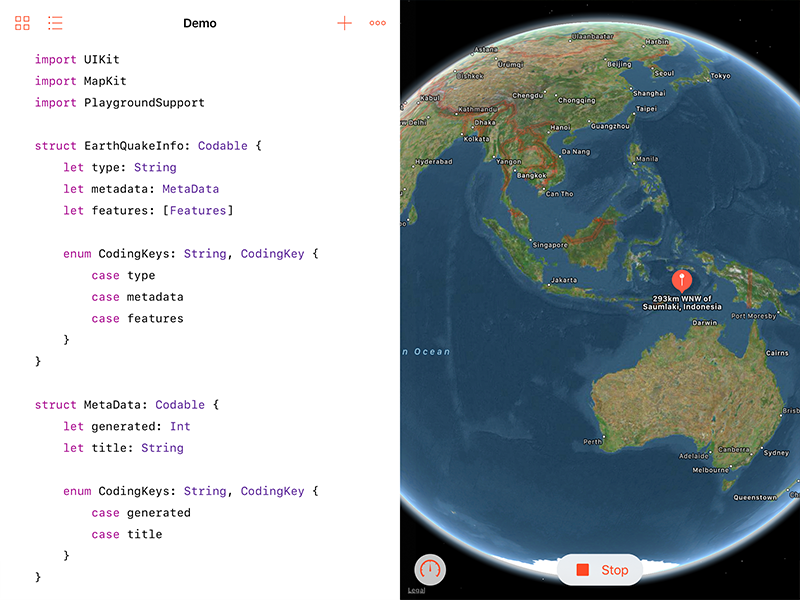 Demo
import UIKit
import MapKit
import PlaygroundSupport
struct EarthQuakeInfo: Codable {
let type: String
let metadata: MetaData
let features: [Features]
enum CodingKeys: String, CodingKey {
case type
case metadata
case features
}
}
struct MetaData: Codable {
let generated: Int
let title: String
enum CodingKeys: String, CodingKey {
case generated
case title
}
}
Ulaanbaatar
Harbin
Astana
Urumqi
Beijing
Bishkek
Seoul
Tokyo
Kabul
Chengdu
Shanghai
Chongqing
Kathmandu
Taipei
w Delhi
Dhaka
Guangzhou
Hanoi
Kolkata
Da Nang
Hyderabad
Yangon
Manila
Bangkok
Can Tho
Singapore
Jakarta
293km WNW of
Saumlaki, Indonesia
Port Moresby
Darwin
n Ocean
Cairns
Brisb
Perth
Canberra
Adelaide
Sydney
Melbourne
Queenstown
Stop
Legal